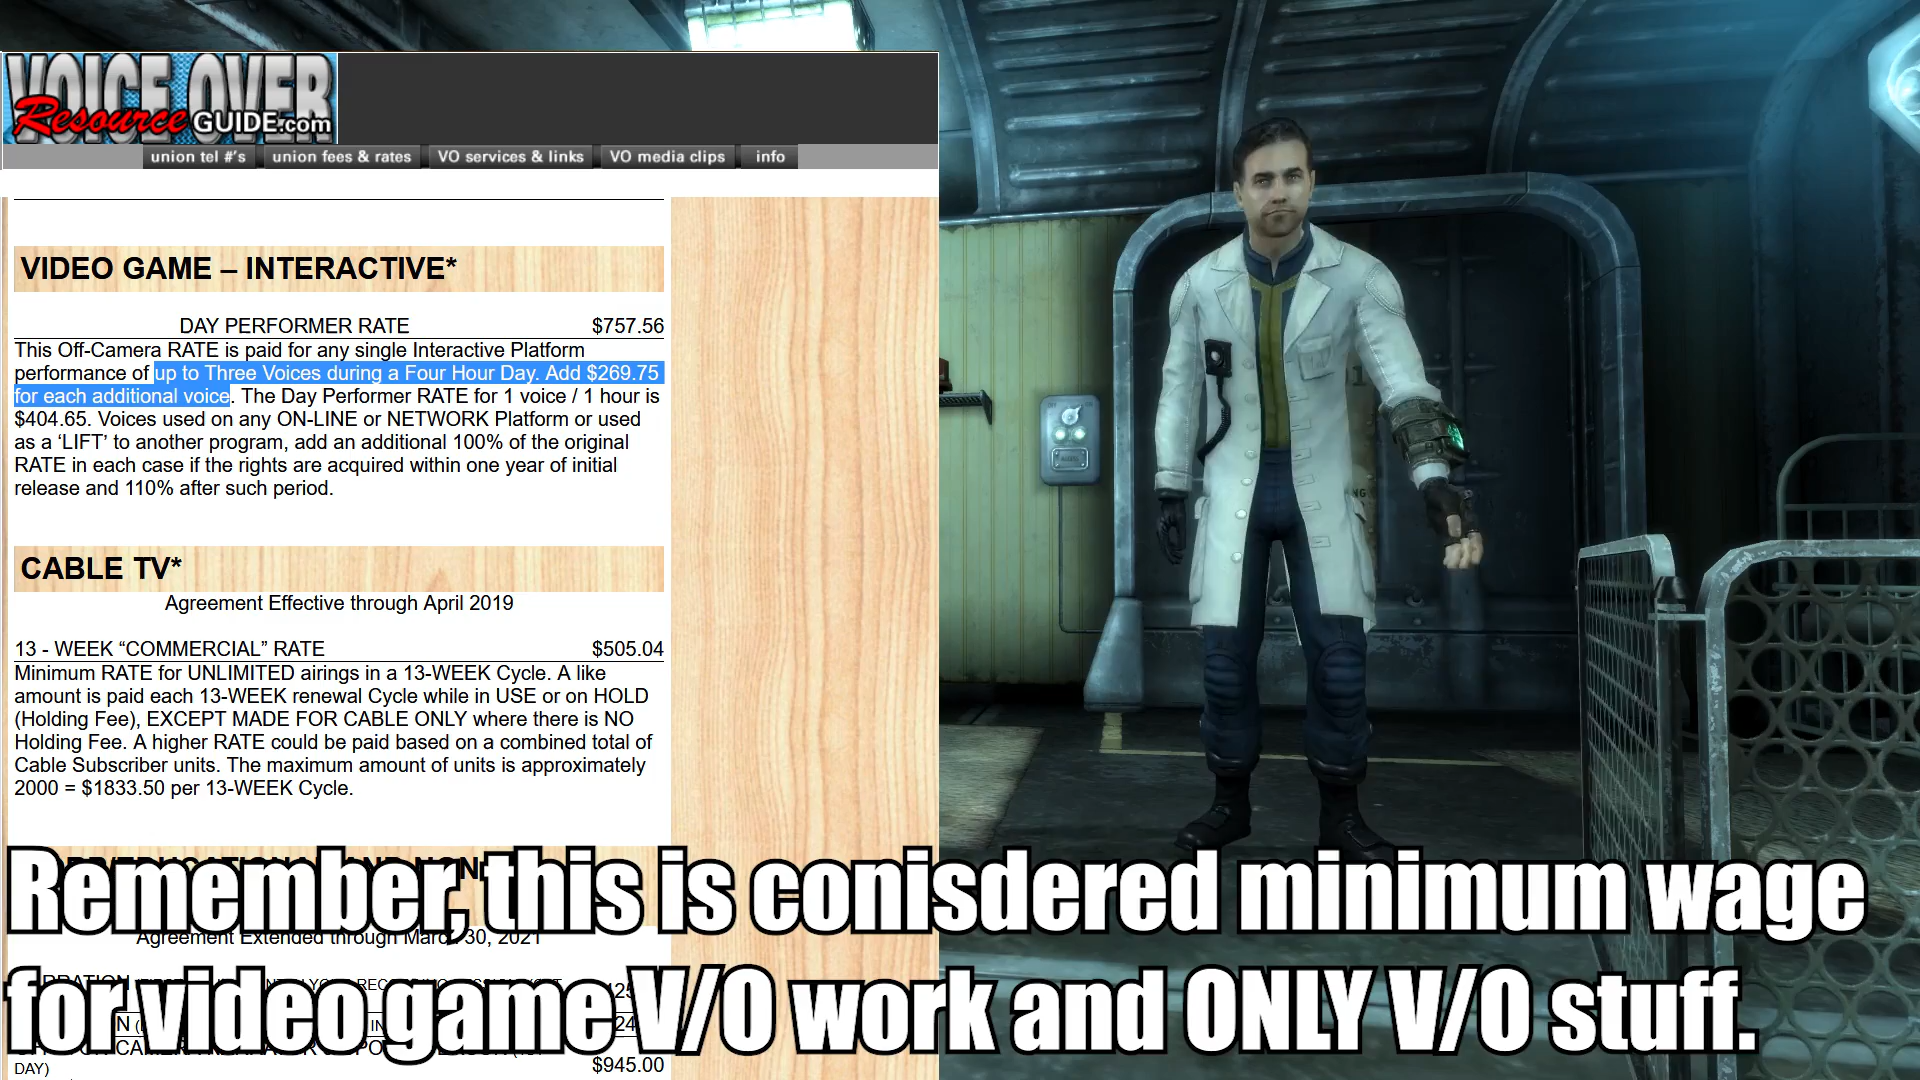 VOICE OVER
Resource GUIDE.com
union tel #'s union fees & rates VO services & links VO media clips info
VIDEO GAME – INTERACTIVE*
DAY PERFORMER RATE $757.56
This Off-Camera RATE is paid for any single Interactive Platform
performance of up to Three Voices during a Four Hour Day. Add $269.75
for each additional voice. The Day Performer RATE for 1 voice / 1 hour is
$404.65. Voices used on any ON-LINE or NETWORK Platform or used
as a ‘LIFT’ to another program, add an additional 100% of the original
RATE in each case if the rights are acquired within one year of initial
release and 110% after such period.
CABLE TV*
Agreement Effective through April 2019
13 - WEEK “COMMERCIAL” RATE $505.04
Minimum RATE for UNLIMITED airings in a 13-WEEK Cycle. A like
amount is paid each 13-WEEK renewal Cycle while in USE or on HOLD
(Holding Fee), EXCEPT MADE FOR CABLE ONLY where there is NO
Holding Fee. A higher RATE could be paid based on a combined total of
Cable Subscriber units. The maximum amount of units is approximately
2000 = $1833.50 per 13-WEEK Cycle.
Remember, this is conisdered minimum wage
Agreement Extended through March 30, 2021
for video game V/O work and ONLY V/O stuff.
$945.00
DAY)